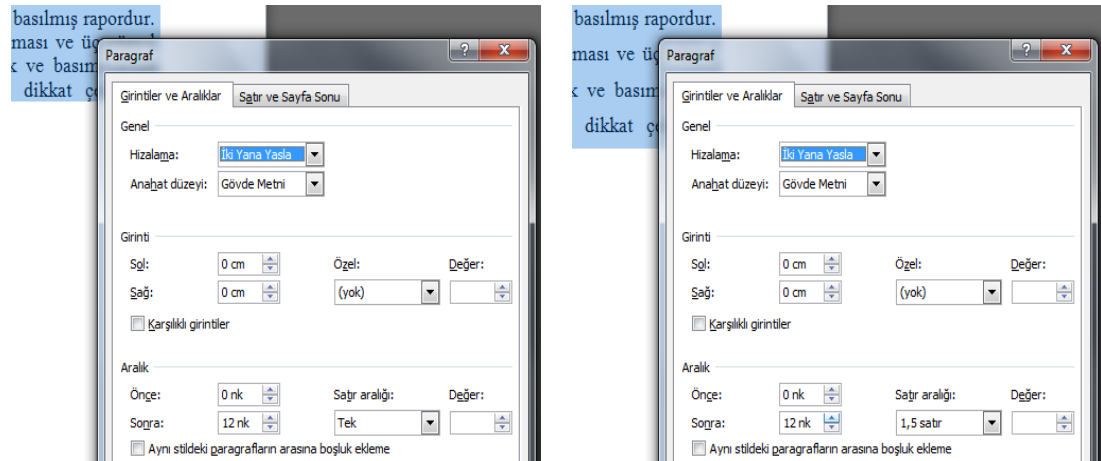 basılmış rapordur.
ması ve üç
k ve basım
dikkat çe
Paragraf
?
X
Girintiler ve Aralıklar
Satır ve Sayfa Sonu
Genel
Hizalama: İki Yana Yasla
Anahat düzeyi: Gövde Metni
Girinti
Sol: 0 cm Özel: Değer:
Sağ: 0 cm (yok)
Karşılıklı girintiler
Aralık
Önce: 0 nk Satır aralığı: Değer:
Sonra: 12 nk Tek
Aynı stildeki paragrafların arasına boşluk ekleme
basılmış rapordur.
ması ve üç
k ve basım
dikkat çe
Paragraf
?
X
Girintiler ve Aralıklar
Satır ve Sayfa Sonu
Genel
Hizalama: İki Yana Yasla
Anahat düzeyi: Gövde Metni
Girinti
Sol: 0 cm Özel: Değer:
Sağ: 0 cm (yok)
Karşılıklı girintiler
Aralık
Önce: 0 nk Satır aralığı: Değer:
Sonra: 12 nk 1,5 satır
Aynı stildeki paragrafların arasına boşluk ekleme